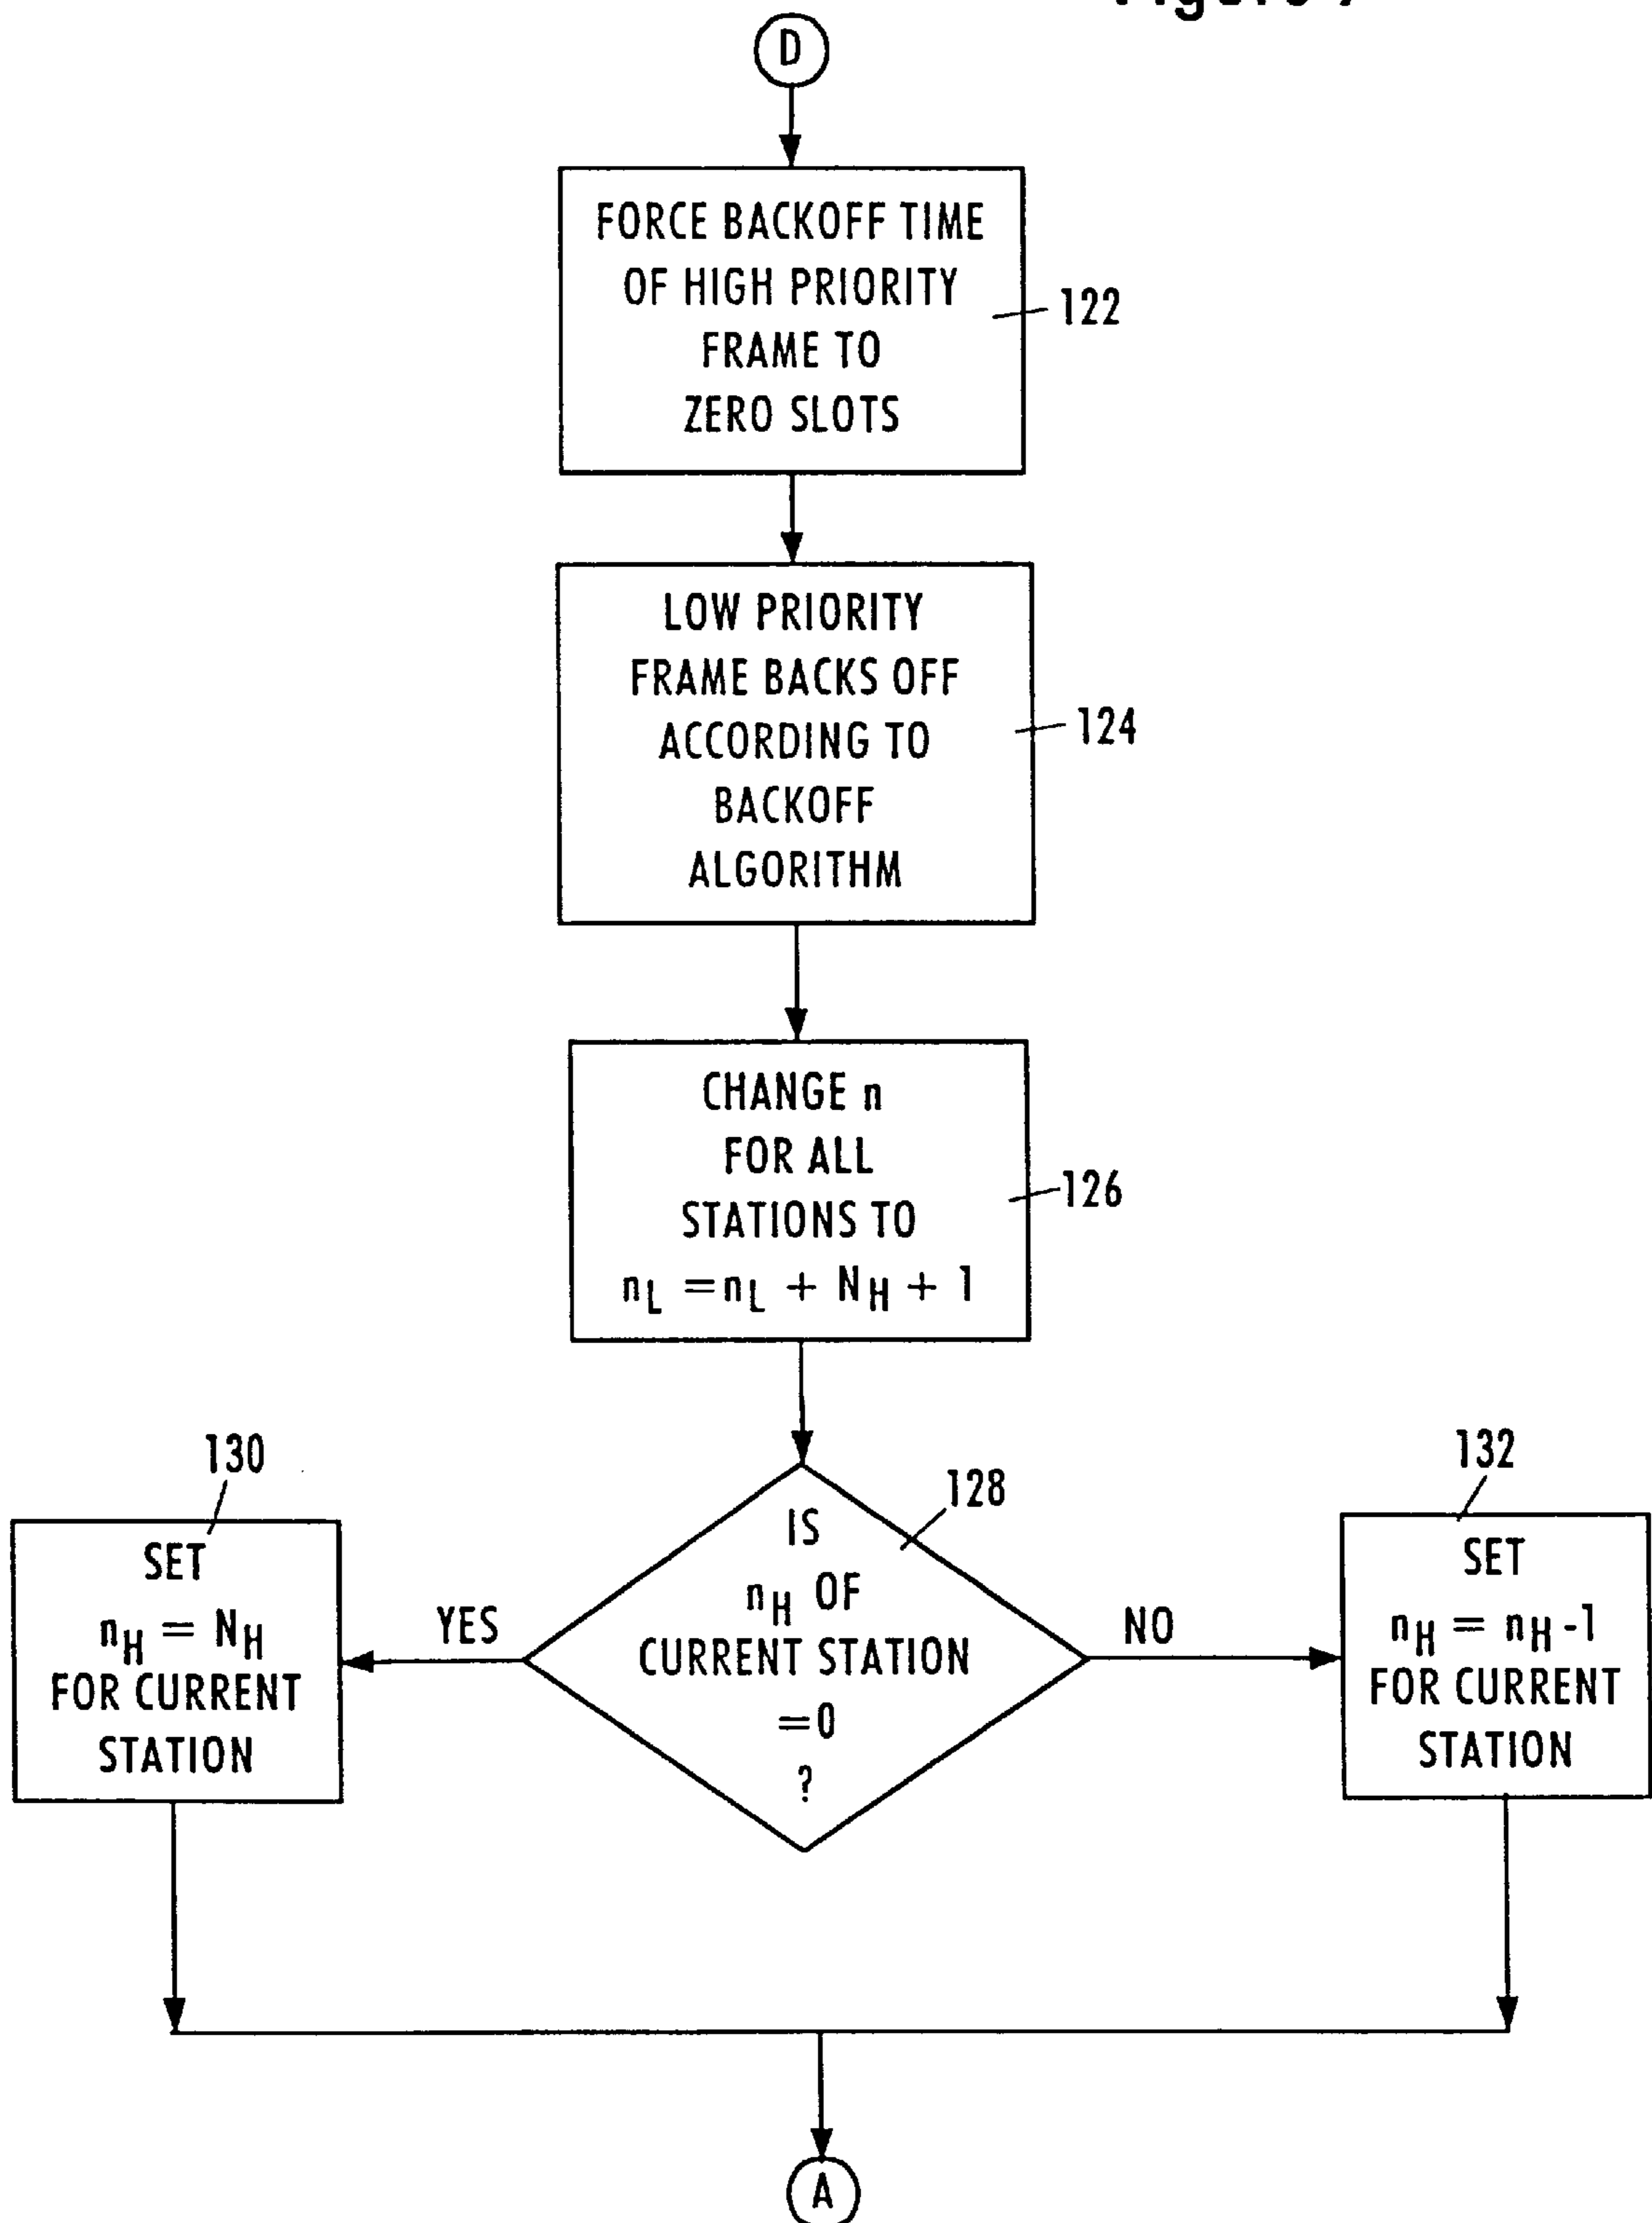 D
FORCE BACKOFF TIME
OF HIGH PRIORITY
FRAME TO
ZERO SLOTS
122
LOW PRIORITY
FRAME BACKS OFF
ACCORDING TO
BACKOFF
ALGORITHM
124
CHANGE n
FOR ALL
STATIONS TO
nL =nL + NH + 1
126
130
SET
nH = NH
FOR CURRENT
STATION
YES
IS
nH OF
CURRENT STATION
=0
?
128
NO
132
SET
nH = nH-1
FOR CURRENT
STATION
A